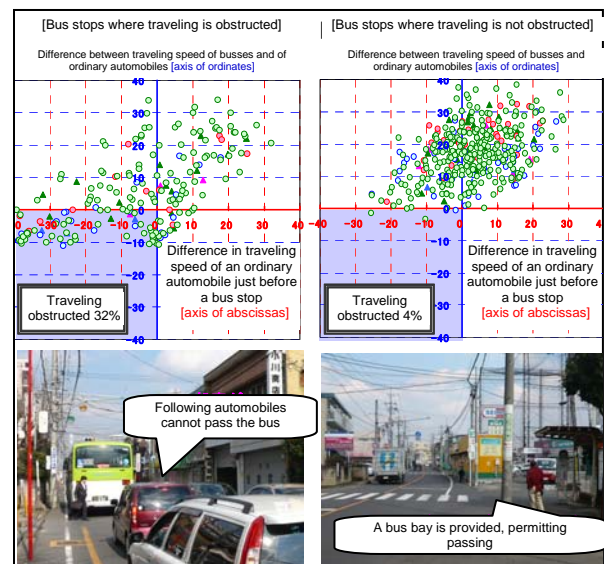 [Bus stops where traveling is obstructed]
Difference between traveling speed of busses and of
ordinary automobiles [axis of ordinates]
40
30
20
10
0
-30 -20 -10 0 10 20 30
10
20
30
40
Difference in traveling
speed of an ordinary
automobile just before
a bus stop
[axis of abscissas]
Traveling
obstructed 32%
[Bus stops where traveling is not obstructed]
Difference between traveling speed of busses and
ordinary automobiles [axis of ordinates]
40
30
20
10
0
−40 −30 −20 −10 0 10 20 30 40
10
20
30
40
Difference in traveling
speed of an ordinary
automobile just before
a bus stop
[axis of abscissas]
Traveling
obstructed 4%
Following automobiles
cannot pass the bus
小川商店
A bus bay is provided, permitting
passing